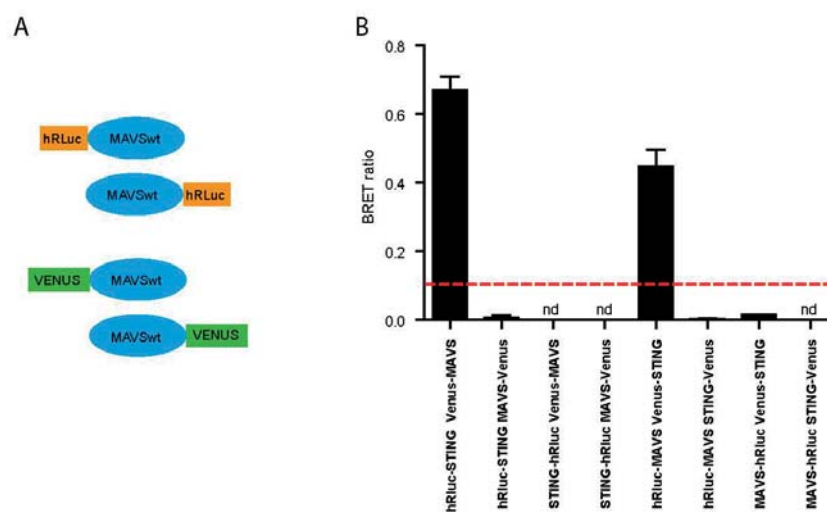 A
hRLuc MAVSwt
MAVSwt hRLuc
VENUS MAVSwt
MAVSwt VENUS
B
BRET ratio
0.8
0.6
0.4
0.2
0.0
nd
nd
nd
hRluc-STING Venus-MAVS
hRluc-STING MAVS-Venus
STING-hRluc Venus-MAVS
STING-hRluc MAVS-Venus
hRluc-MAVS Venus-STING
hRluc-MAVS STING-Venus
MAVS-hRluc Venus-STING
MAVS-hRluc STING-Venus